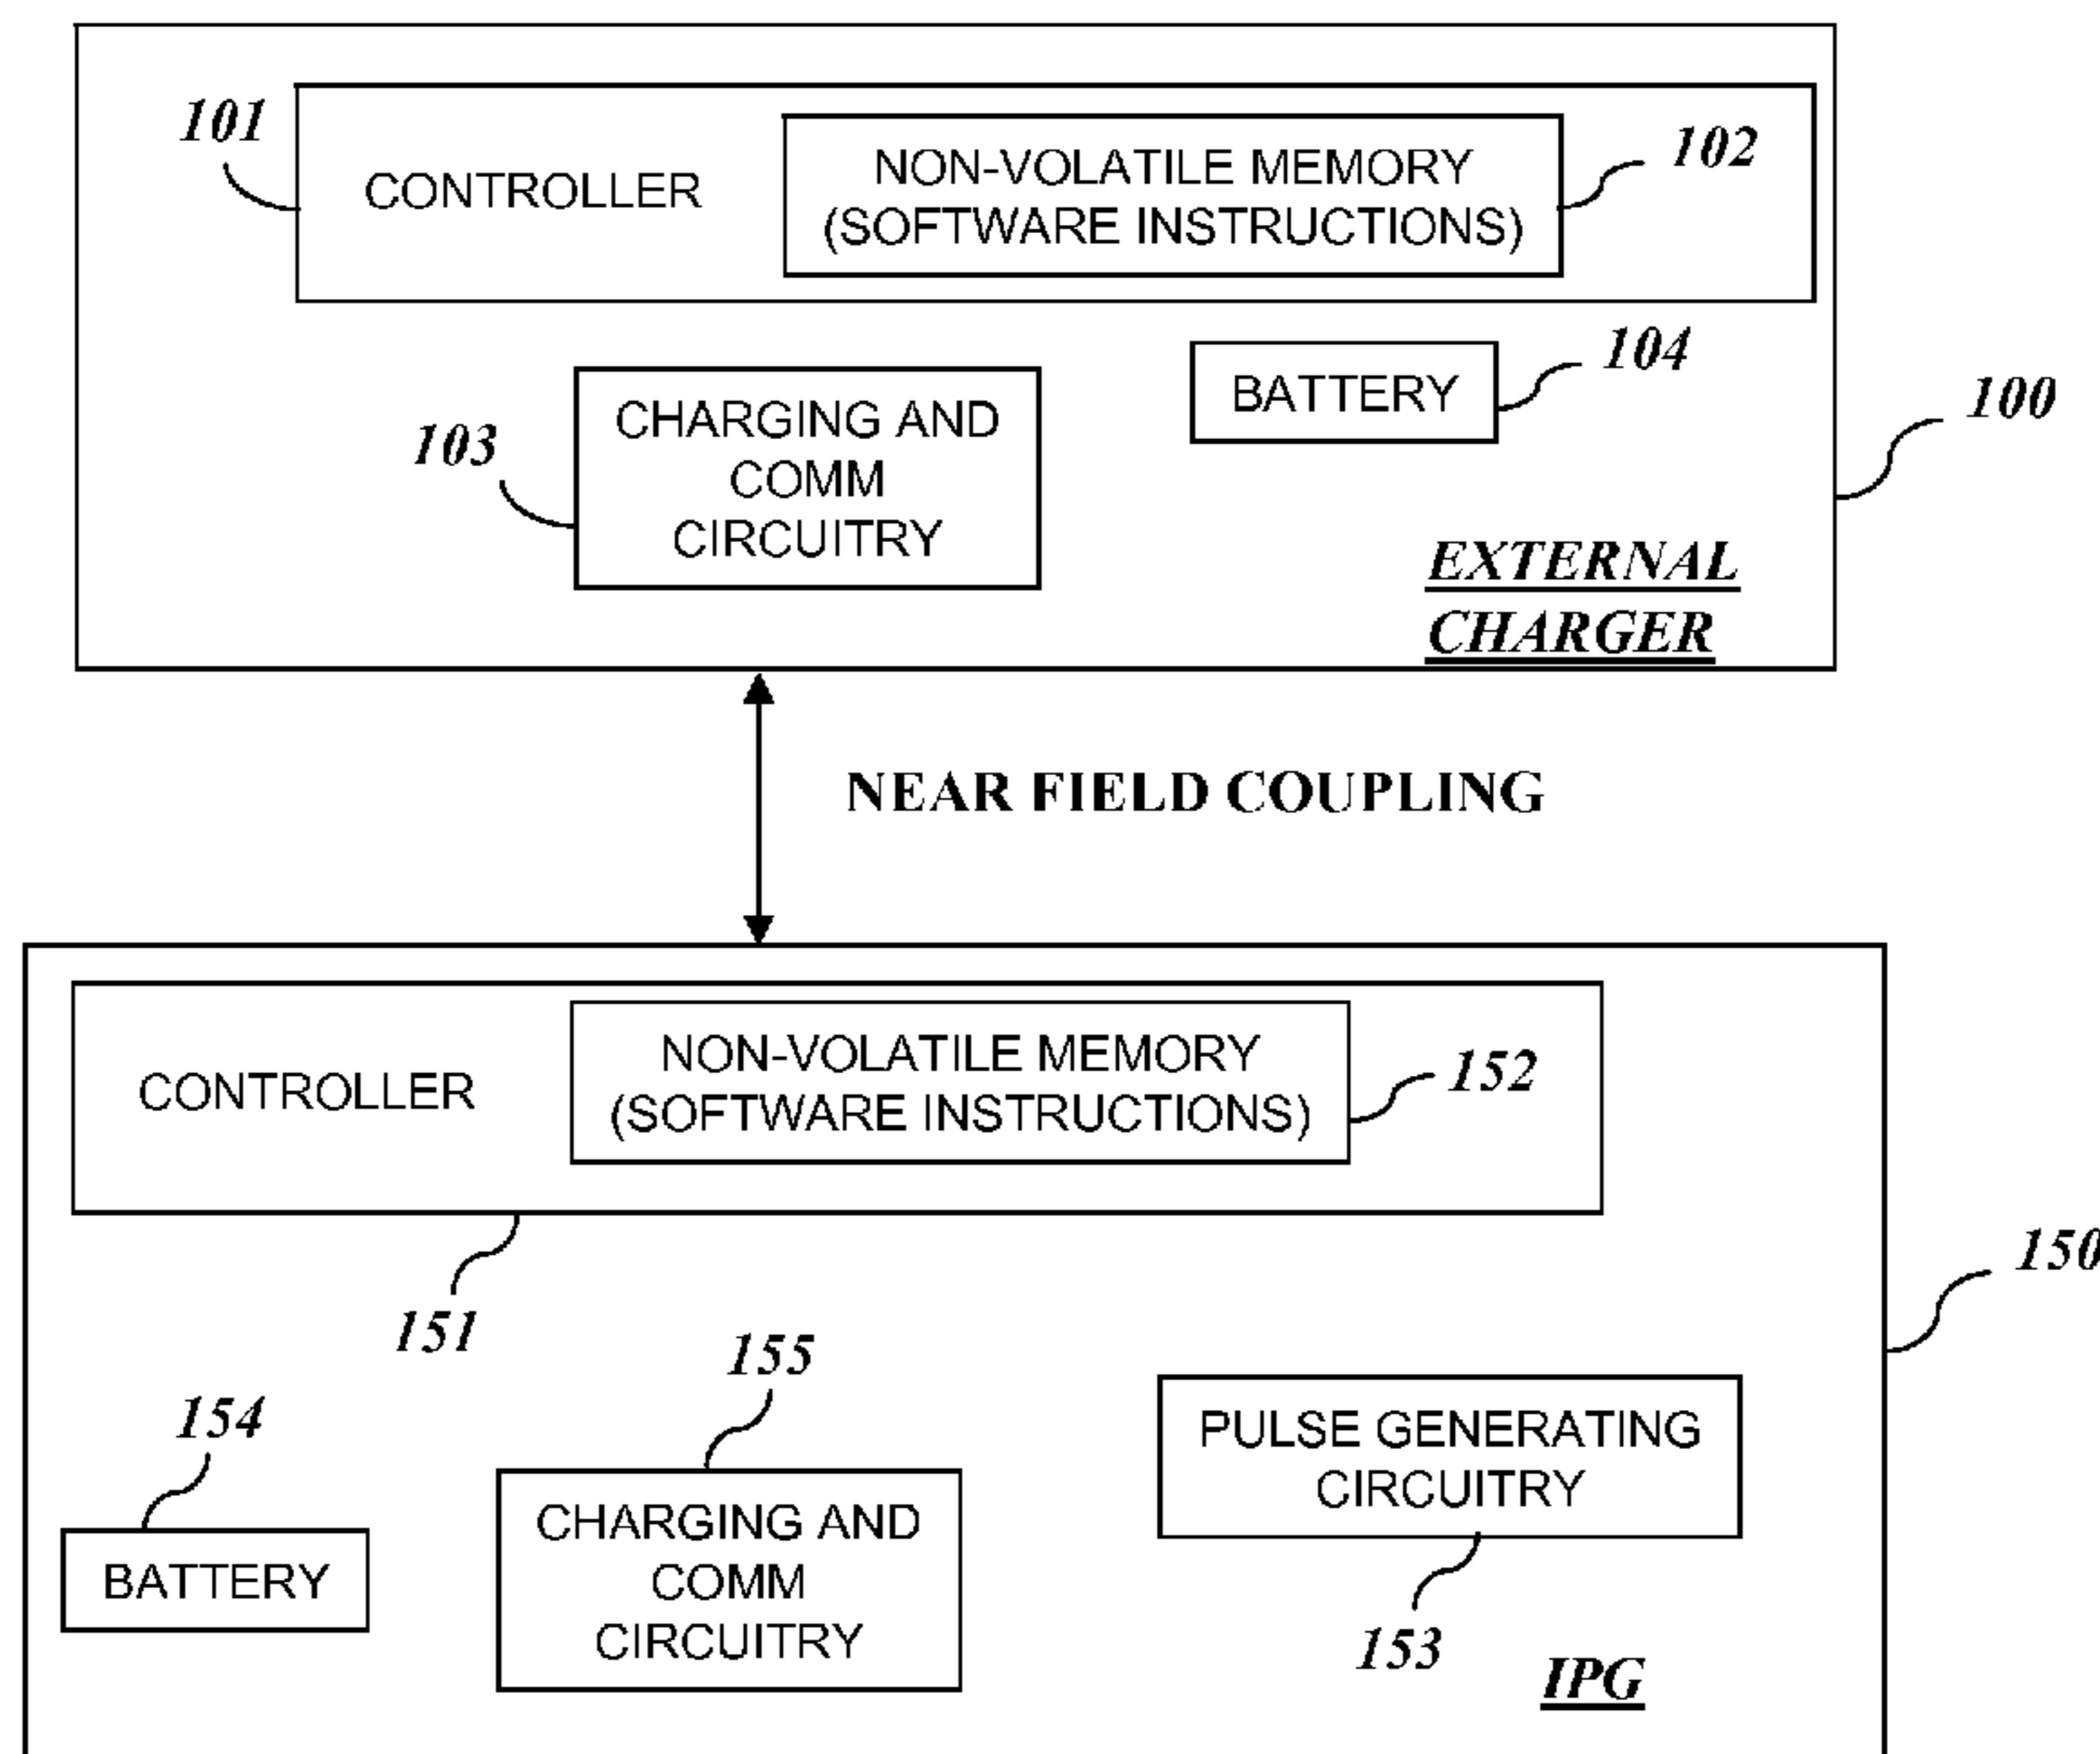 101
CONTROLLER
NON-VOLATILE MEMORY
(SOFTWARE INSTRUCTIONS)
102
CHARGING AND
COMM
CIRCUITRY
103
BATTERY
104
100
EXTERNAL
CHARGER
NEAR FIELD COUPLING
CONTROLLER
NON-VOLATILE MEMORY
(SOFTWARE INSTRUCTIONS)
152
151
150
154
BATTERY
155
CHARGING AND
COMM
CIRCUITRY
PULSE GENERATING
CIRCUITRY
153
IPG